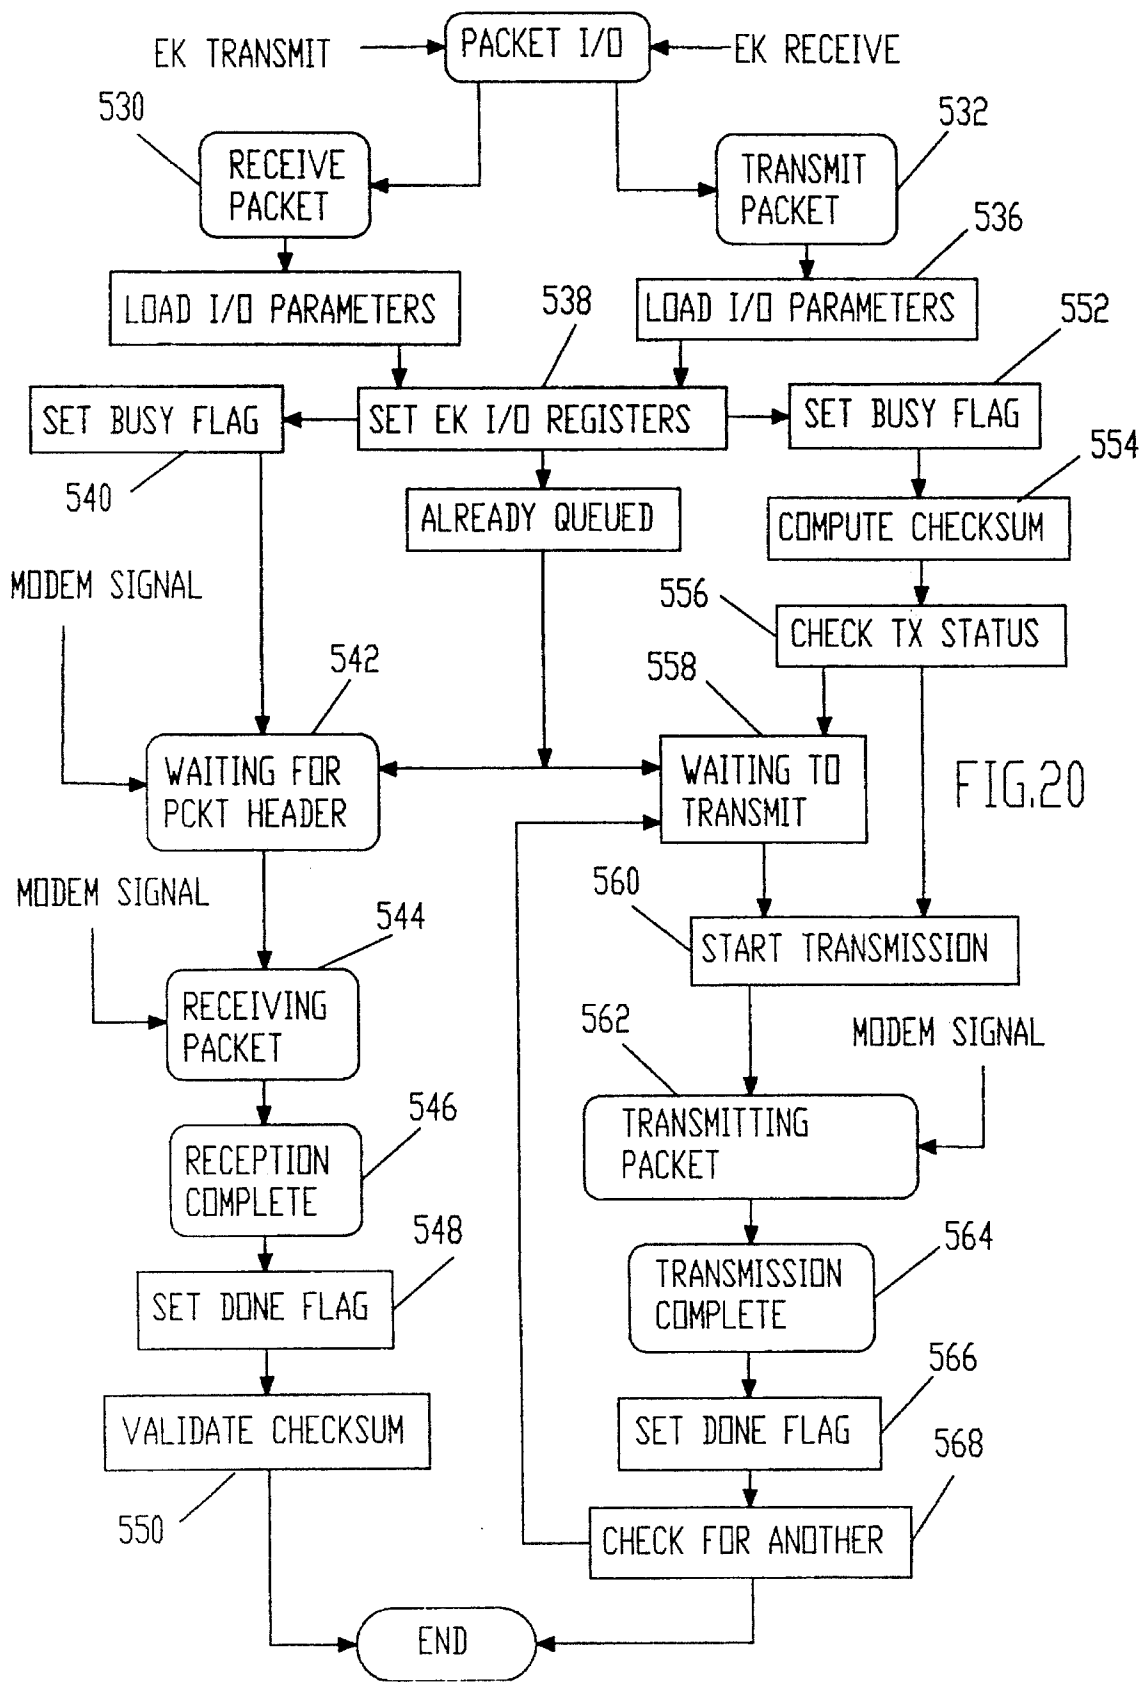 EK TRANSMIT
PACKET I/O
EK RECEIVE
530
532
RECEIVE
PACKET
TRANSMIT
PACKET
536
LOAD I/O PARAMETERS
538
LOAD I/O PARAMETERS
552
SET BUSY FLAG
SET EK I/O REGISTERS
SET BUSY FLAG
554
540
ALREADY QUEUED
COMPUTE CHECKSUM
MODEM SIGNAL
556
CHECK TX STATUS
542
558
WAITING FOR
PCKT HEADER
WAITING TO
TRANSMIT
FIG.20
MODEM SIGNAL
544
560
START TRANSMISSION
RECEIVING
PACKET
562
MODEM SIGNAL
546
TRANSMITTING
PACKET
RECEPTION
COMPLETE
548
564
SET DONE FLAG
TRANSMISSION
COMPLETE
566
VALIDATE CHECKSUM
SET DONE FLAG
568
550
CHECK FOR ANOTHER
END